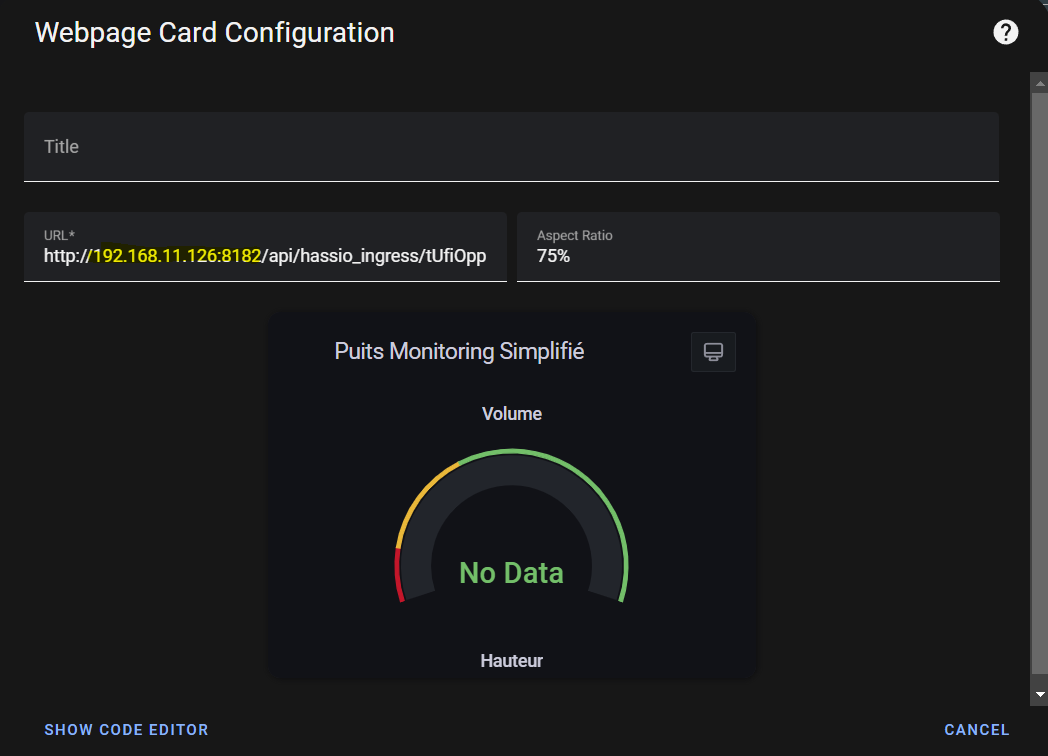 Webpage Card Configuration
Title
URL*
http://192.168.11.126:8182/api/hassio_ingress/tUfiOpp
Aspect Ratio
75%
Puits Monitoring Simplifié
Volume
No Data
Hauteur
SHOW CODE EDITOR
CANCEL